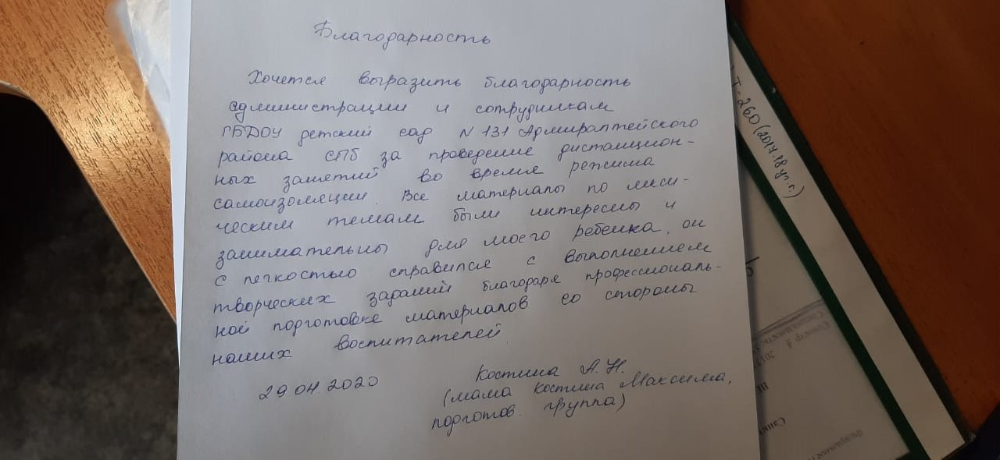 Благодарность
Хочется выразить благодарность
администрации и сотрудникам
ГБДОУ детский сад N 131 Адмиралтейского
района СПб за проведение дистанцион-
ных занятий во время режима
самоизоляции. Все материалы по лекси-
ческим темам были интересны и
занимательны для моего ребенка, он
с легкостью справился с выполнением
творческих заданий благодаря профессиональ-
ной подготовке материалов со стороны
наших воспитателей
29 04 2020
Костина А. Н.
(мама Костина Максима,
подготов. группа)
Т-260 (2017-18 уч. г.)
Семестр 4